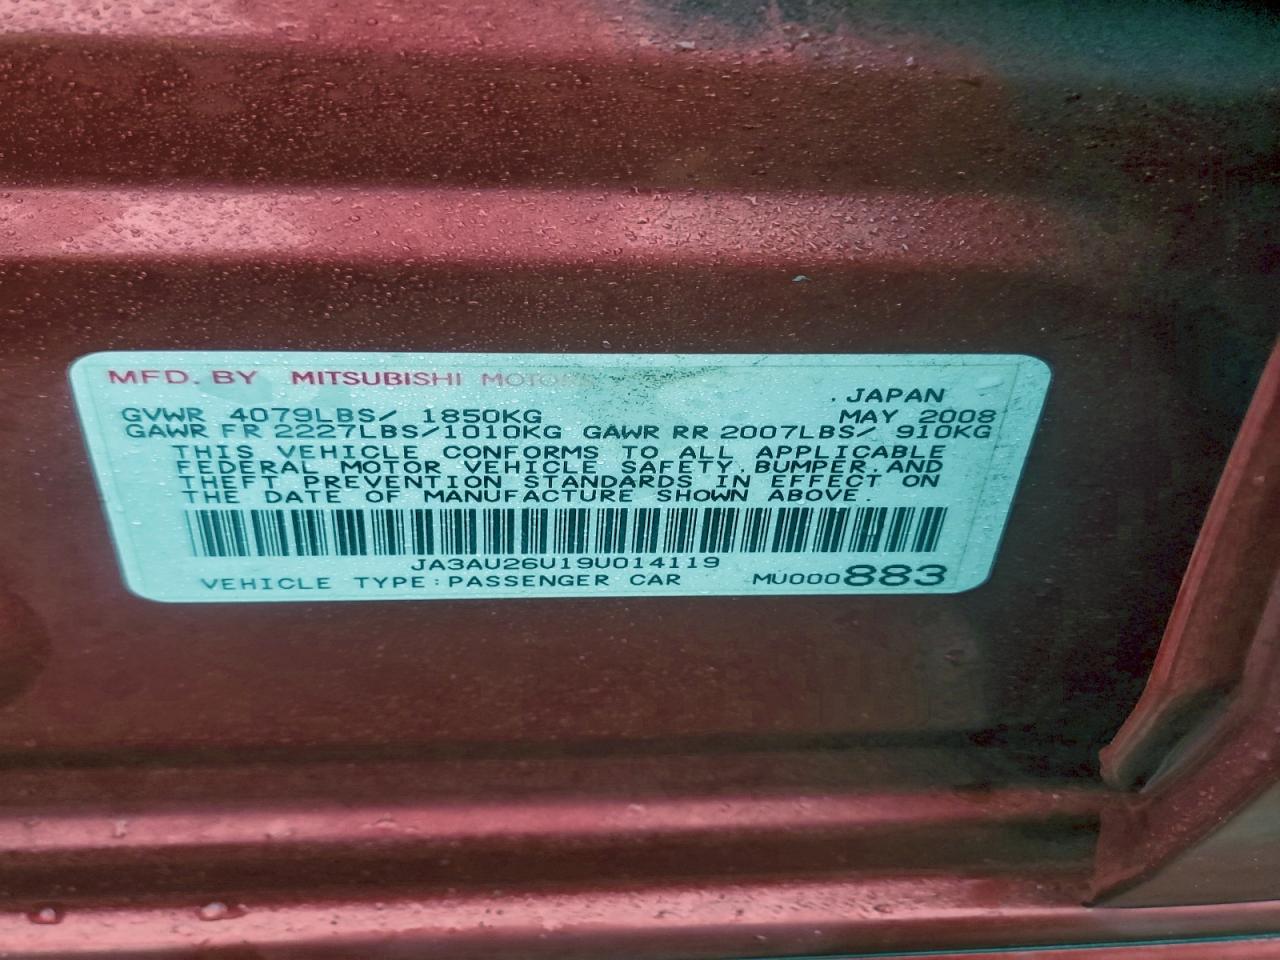 MFD. BY MITSUBISHI MOTORS
, JAPAN
GVWR 4079LBS/ 1850KG MAY 2008
GAWR FR 2227LBS/1010KG GAWR RR 2007LBS/ 910KG
THIS VEHICLE CONFORMS TO ALL APPLICABLE
FEDERAL MOTOR VEHICLE SAFETY, BUMPER, AND
THEFT PREVENTION STANDARDS IN EFFECT ON
THE DATE OF MANUFACTURE SHOWN ABOVE.
JA3AU26U19U014119
VEHICLE TYPE:PASSENGER CAR MU000883